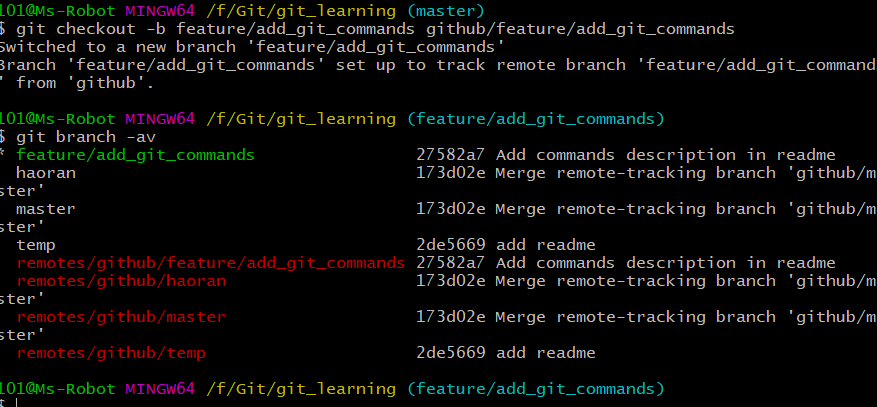 101@Ms-Robot MINGW64 /f/Git/git_learning (master)
$ git checkout -b feature/add_git_commands github/feature/add_git_commands
Switched to a new branch 'feature/add_git_commands'
Branch 'feature/add_git_commands' set up to track remote branch 'feature/add_git_commands
' from 'github'.
101@Ms-Robot MINGW64 /f/Git/git_learning (feature/add_git_commands)
$ git branch -av
* feature/add_git_commands 27582a7 Add commands description in readme
haoran 173d02e Merge remote-tracking branch 'github/m
ster'
master 173d02e Merge remote-tracking branch 'github/m
ster'
temp 2de5669 add readme
remotes/github/feature/add_git_commands 27582a7 Add commands description in readme
remotes/github/haoran 173d02e Merge remote-tracking branch 'github/m
ster'
remotes/github/master 173d02e Merge remote-tracking branch 'github/m
ster'
remotes/github/temp 2de5669 add readme
101@Ms-Robot MINGW64 /f/Git/git_learning (feature/add_git_commands)
$